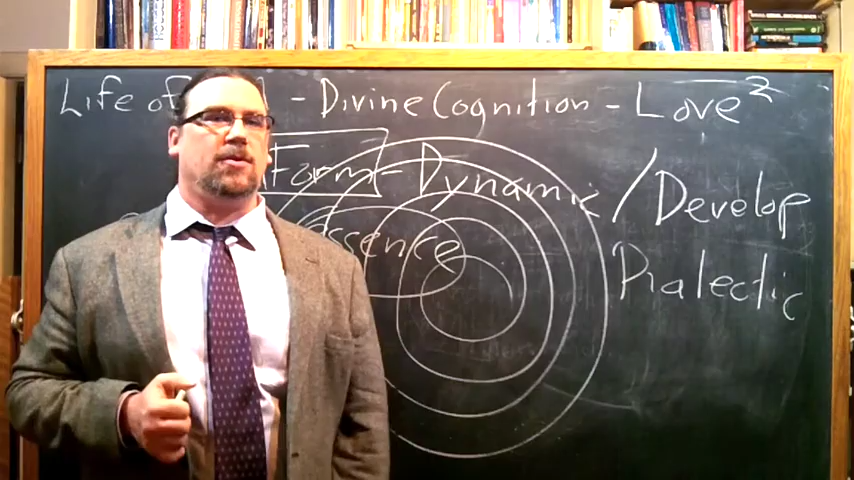 Life of - Divine Cognition - Love²
Form - Dynamic / Develop
essence Dialectic